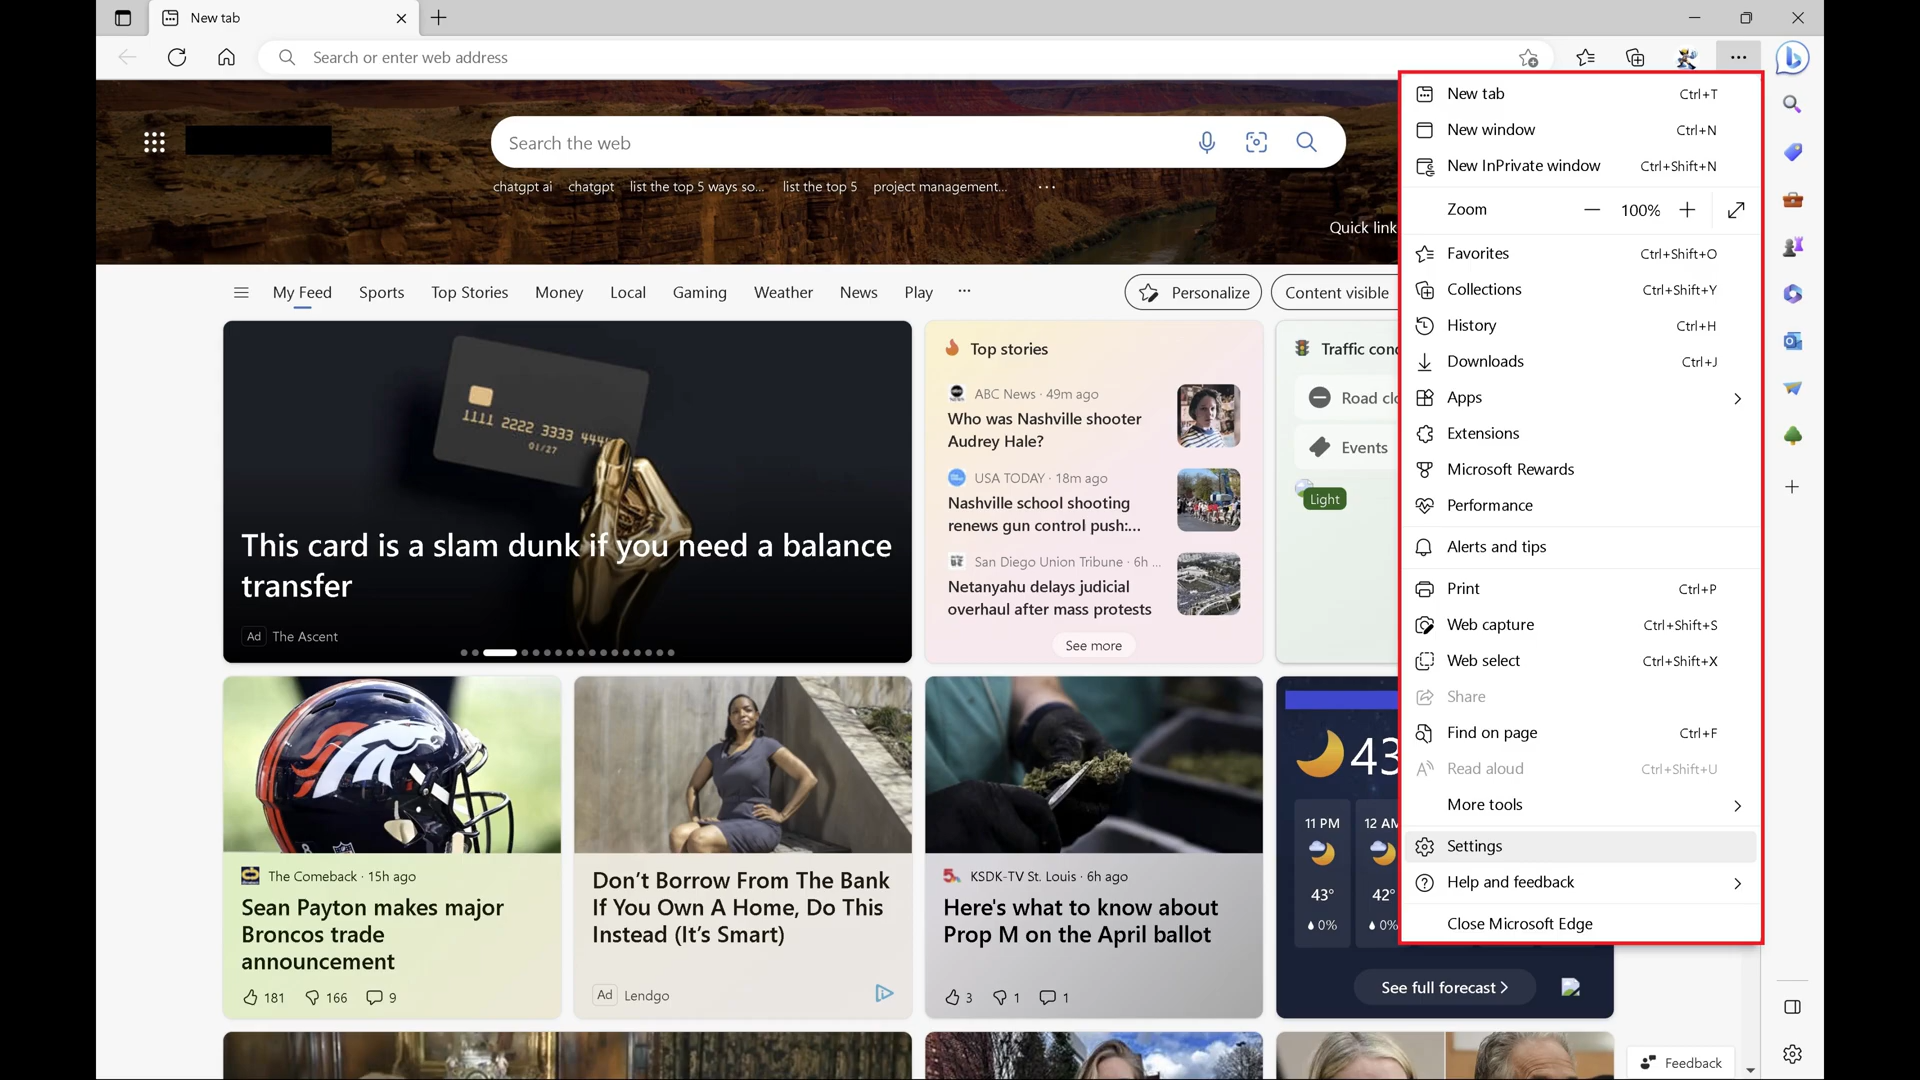 New tab
Search or enter web address
Search the web
chatgpt ai chatgpt list the top 5 ways so... list the top 5 project management...
Quick link
My Feed Sports Top Stories Money Local Gaming Weather News Play
Personalize
Content visible
1111 2222 3333 444
01/27
This card is a slam dunk if you need a balance
transfer
Ad The Ascent
Top stories
ABC News · 49m ago
Who was Nashville shooter
Audrey Hale?
USA TODAY · 18m ago
Nashville school shooting
renews gun control push:...
San Diego Union Tribune · 6h ...
Netanyahu delays judicial
overhaul after mass protests
See more
Traffic cond
Road clo
Events
Light
The Comeback · 15h ago
Sean Payton makes major
Broncos trade
announcement
181 166 9
Don't Borrow From The Bank
If You Own A Home, Do This
Instead (It's Smart)
Ad Lendgo
KSDK-TV St. Louis · 6h ago
Here's what to know about
Prop M on the April ballot
3 1 1
43
11 PM 12 AM
43° 42°
0% 0%
See full forecast >
New tab Ctrl+T
New window Ctrl+N
New InPrivate window Ctrl+Shift+N
Zoom 100%
Favorites Ctrl+Shift+O
Collections Ctrl+Shift+Y
History Ctrl+H
Downloads Ctrl+J
Apps
Extensions
Microsoft Rewards
Performance
Alerts and tips
Print Ctrl+P
Web capture Ctrl+Shift+S
Web select Ctrl+Shift+X
Share
Find on page Ctrl+F
Read aloud Ctrl+Shift+U
More tools
Settings
Help and feedback
Close Microsoft Edge
Feedback